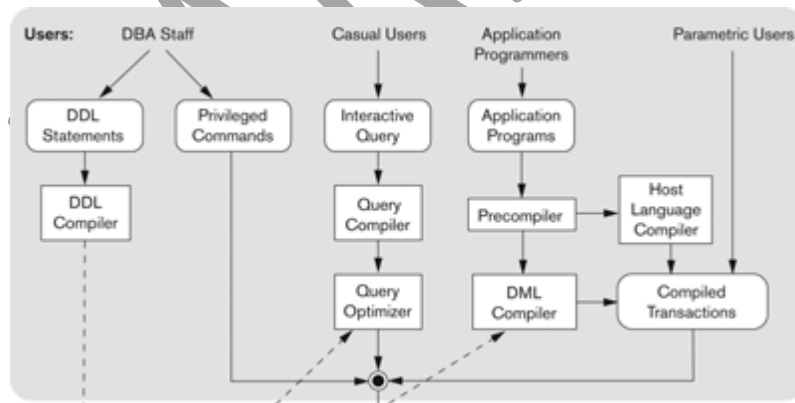 Users: DBA Staff Casual Users Application Programmers Parametric Users
DDL Statements
Privileged Commands
Interactive Query
Application Programs
DDL Compiler
Query Compiler
Precompiler
Host Language Compiler
Query Optimizer
DML Compiler
Compiled Transactions